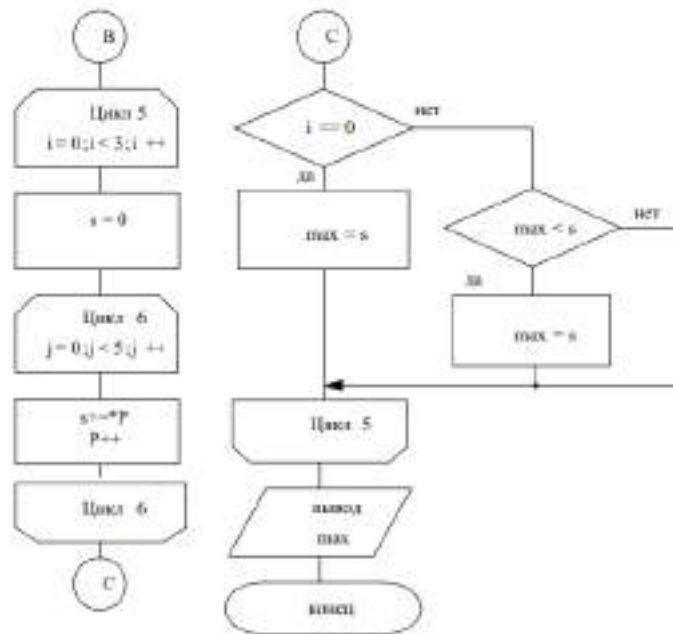 B
Цикл 5
i = 0; i < 3; i ++
s = 0
Цикл 6
j = 0; j < 5; j ++
s+=*P
P++
Цикл 6
C
C
i == 0
нет
да
max = s
max < s
нет
да
max = s
Цикл 5
вывод
max
конец